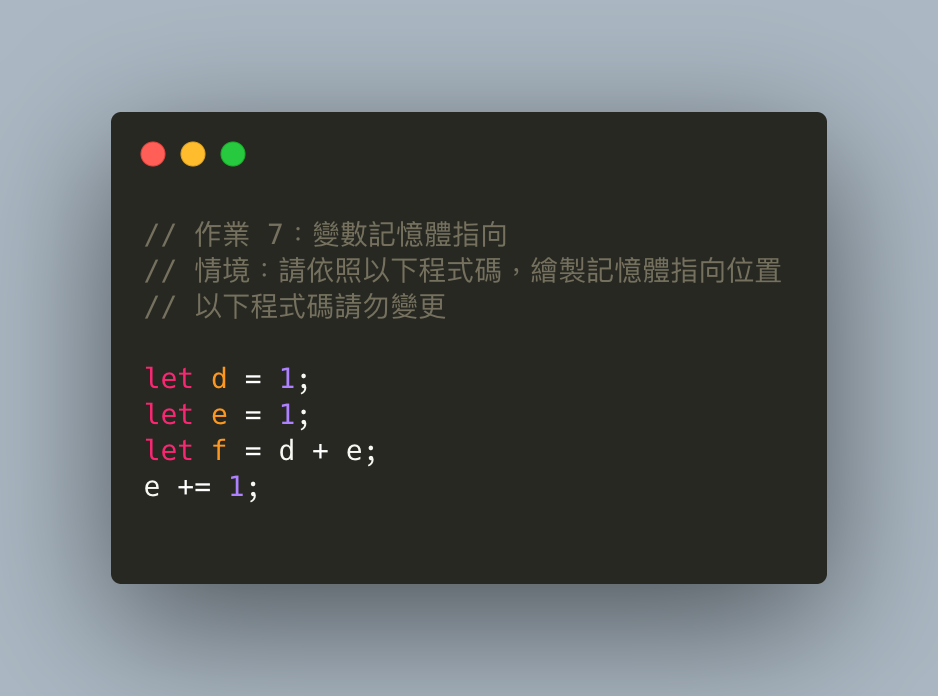 // 作業 7：變數記憶體指向
// 情境：請依照以下程式碼，繪製記憶體指向位置
// 以下程式碼請勿變更
let d = 1;
let e = 1;
let f = d + e;
e += 1;